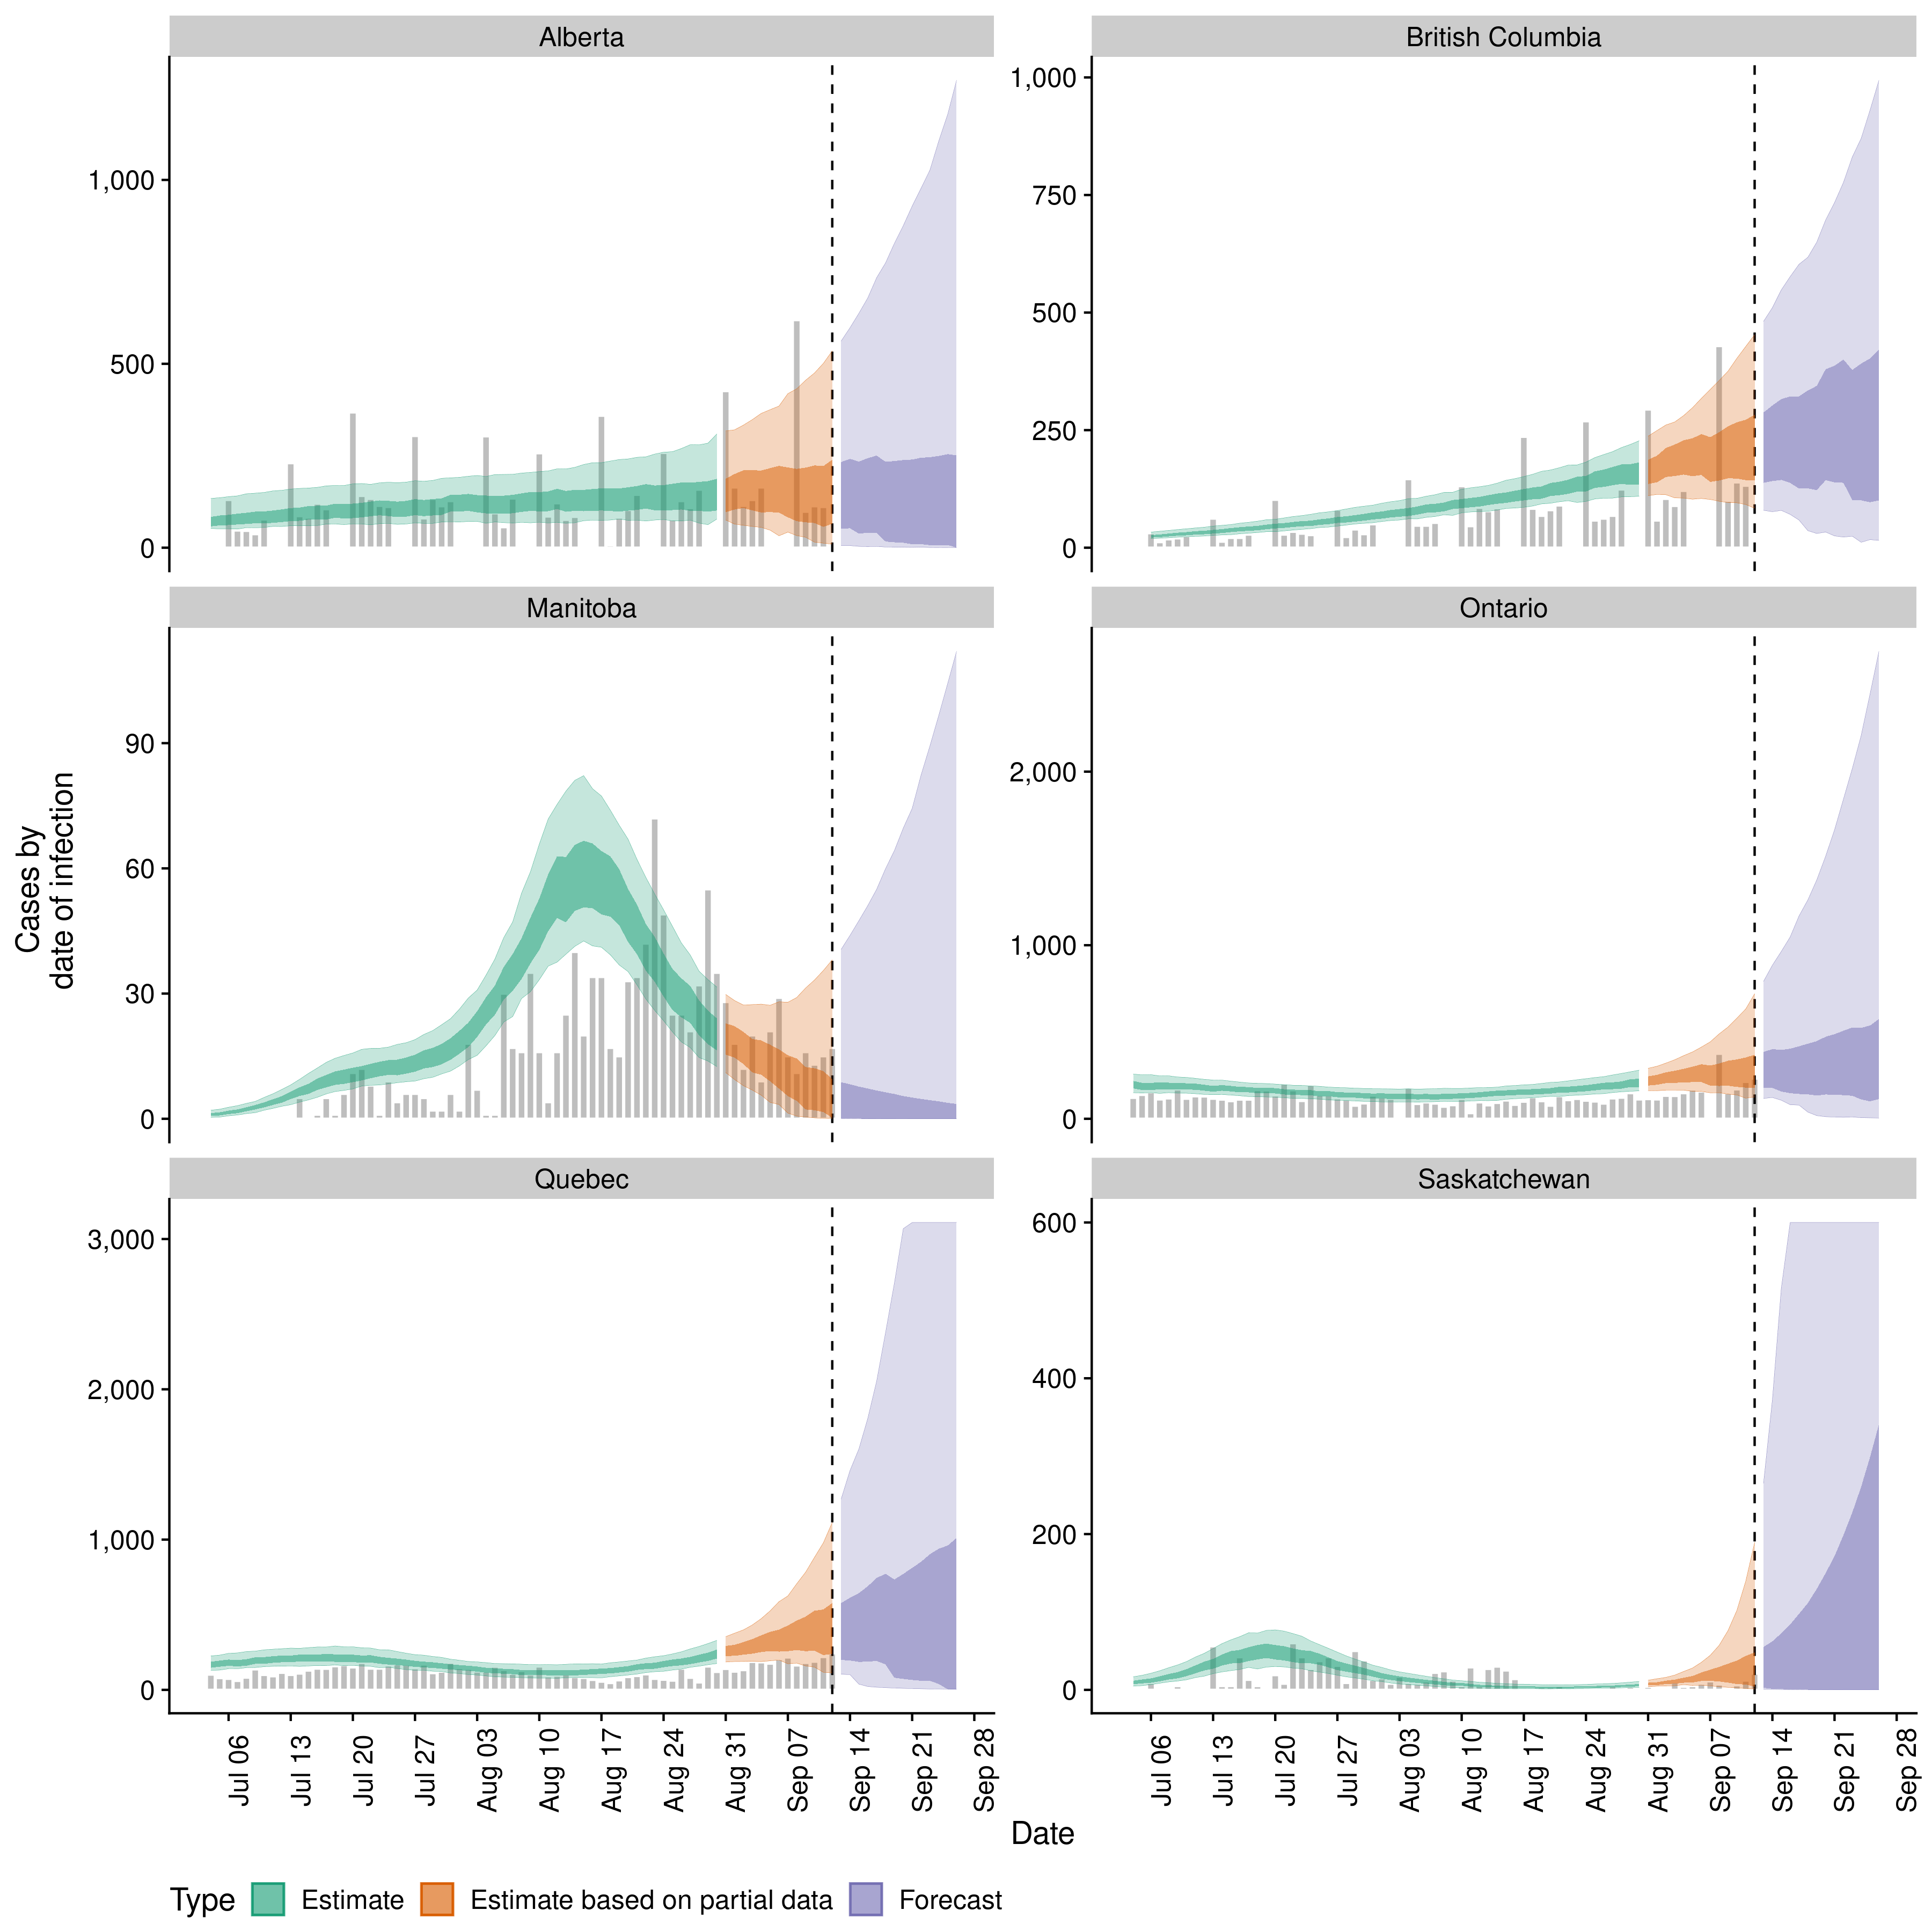 Alberta
British Columbia
1,000
500
0
1,000
750
500
250
0
Manitoba
Ontario
Cases by
date of infection
90
60
30
0
2,000
1,000
0
Quebec
Saskatchewan
3,000
2,000
1,000
0
600
400
200
0
Jul 06
Jul 13
Jul 20
Jul 27
Aug 03
Aug 10
Aug 17
Aug 24
Aug 31
Sep 07
Sep 14
Sep 21
Sep 28
Jul 06
Jul 13
Jul 20
Jul 27
Aug 03
Aug 10
Aug 17
Aug 24
Aug 31
Sep 07
Sep 14
Sep 21
Sep 28
Date
Type Estimate Estimate based on partial data Forecast